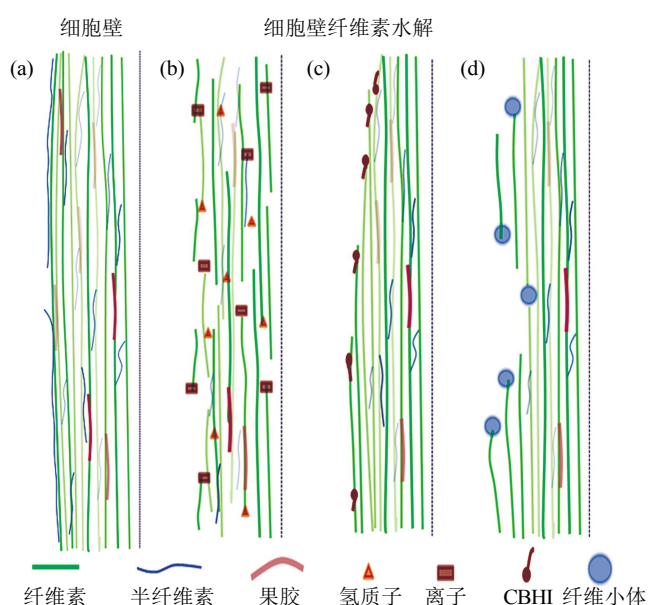 细胞壁
细胞壁纤维素水解
(a)
(b)
(c)
(d)
纤维素
半纤维素
果胶
氢质子
离子
CBHI
纤维小体